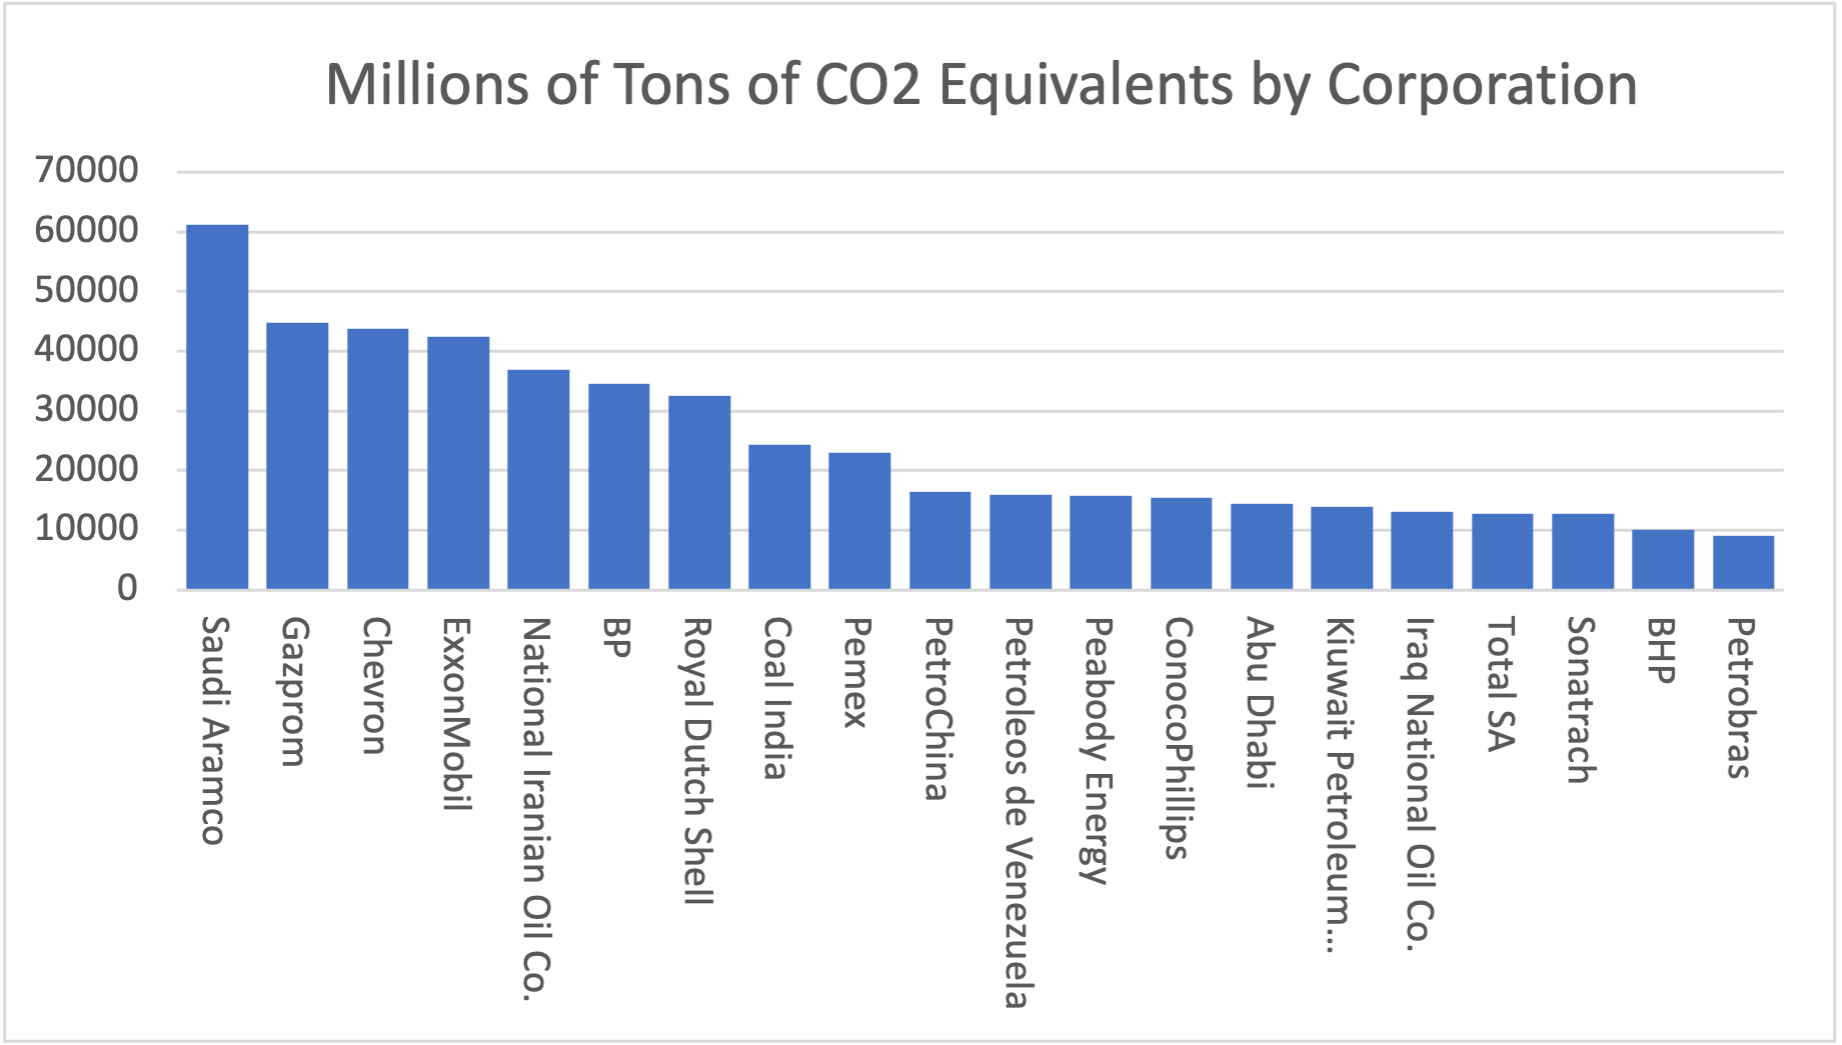 Millions of Tons of CO2 Equivalents by Corporation
70000
60000
50000
40000
30000
20000
10000
0
Saudi Aramco
Gazprom
Chevron
ExxonMobil
National Iranian Oil Co.
BP
Royal Dutch Shell
Coal India
Pemex
PetroChina
Petroleos de Venezuela
Peabody Energy
ConocoPhillips
Abu Dhabi
Kiuwait Petroleum...
Iraq National Oil Co.
Total SA
Sonatrach
BHP
Petrobras